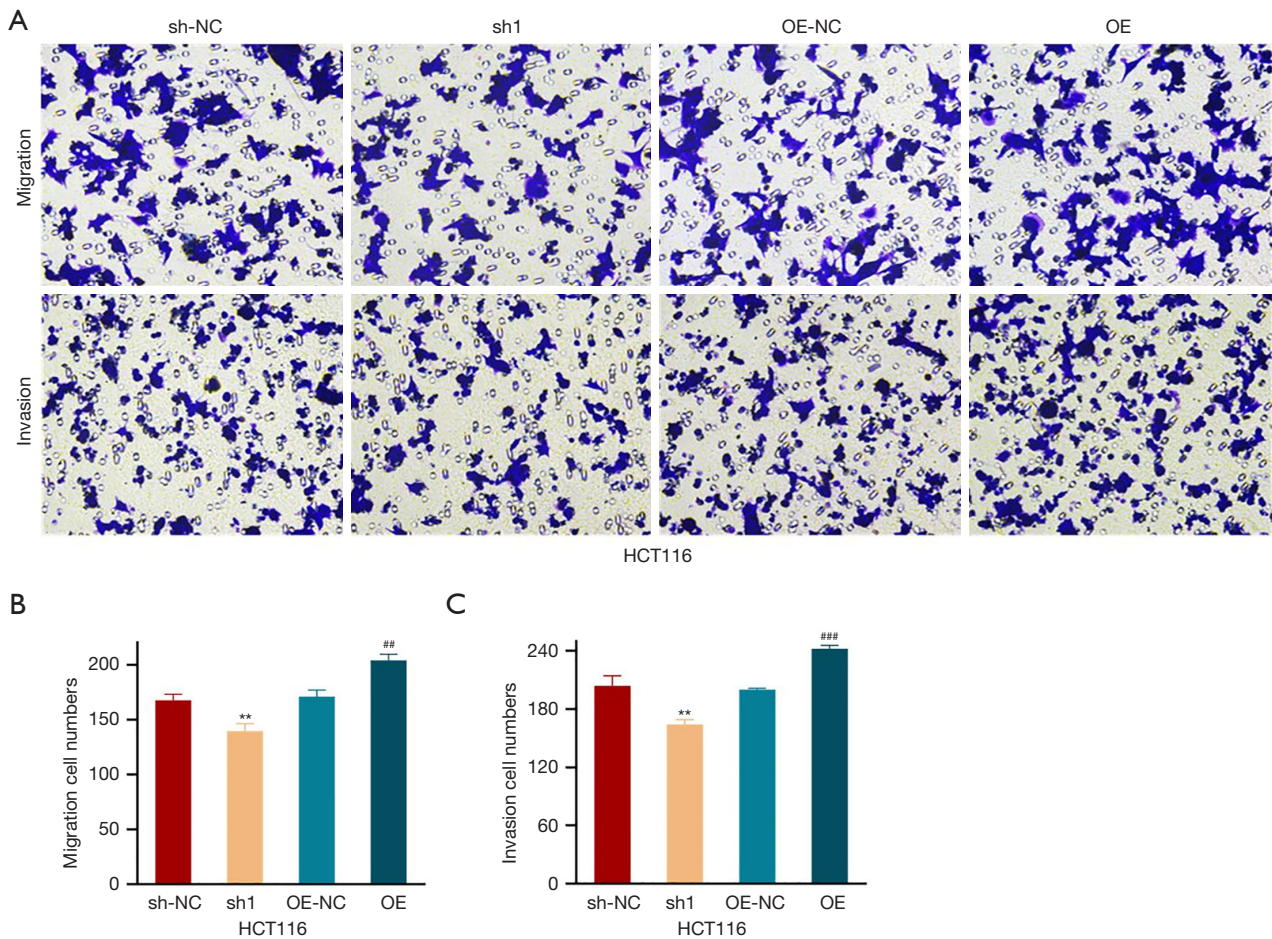 A
sh-NC
sh1
OE-NC
OE
Migration
Invasion
HCT116
B
Migration cell numbers
200
150
100
50
0
**
##
sh-NC
sh1
OE-NC
OE
HCT116
C
Invasion cell numbers
240
180
120
60
0
**
###
sh-NC
sh1
OE-NC
OE
HCT116